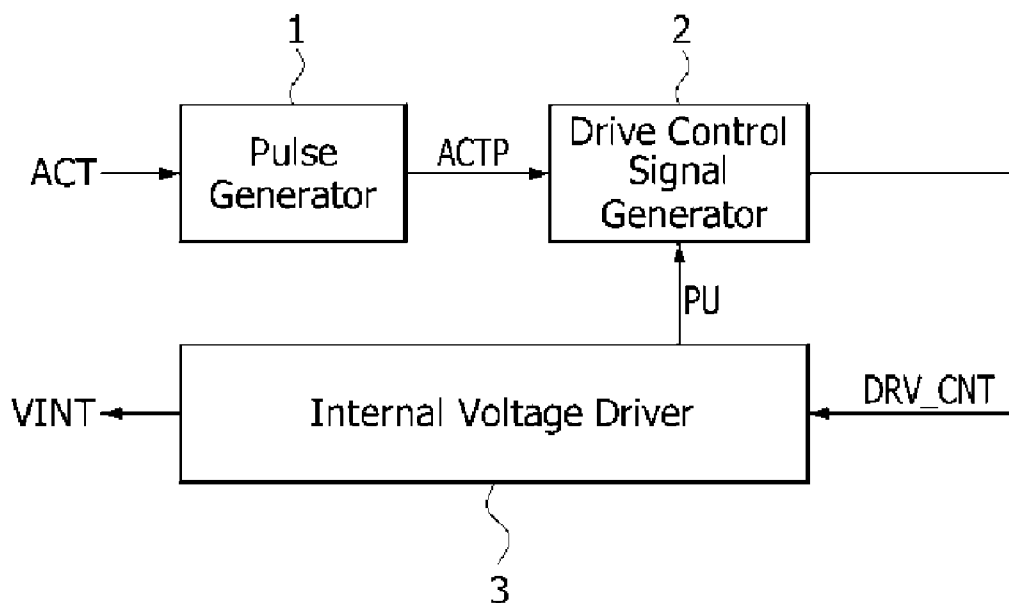 1
2
Pulse
Generator
Drive Control
Signal
Generator
ACT
ACTP
PU
Internal Voltage Driver
VINT
DRV_CNT
3